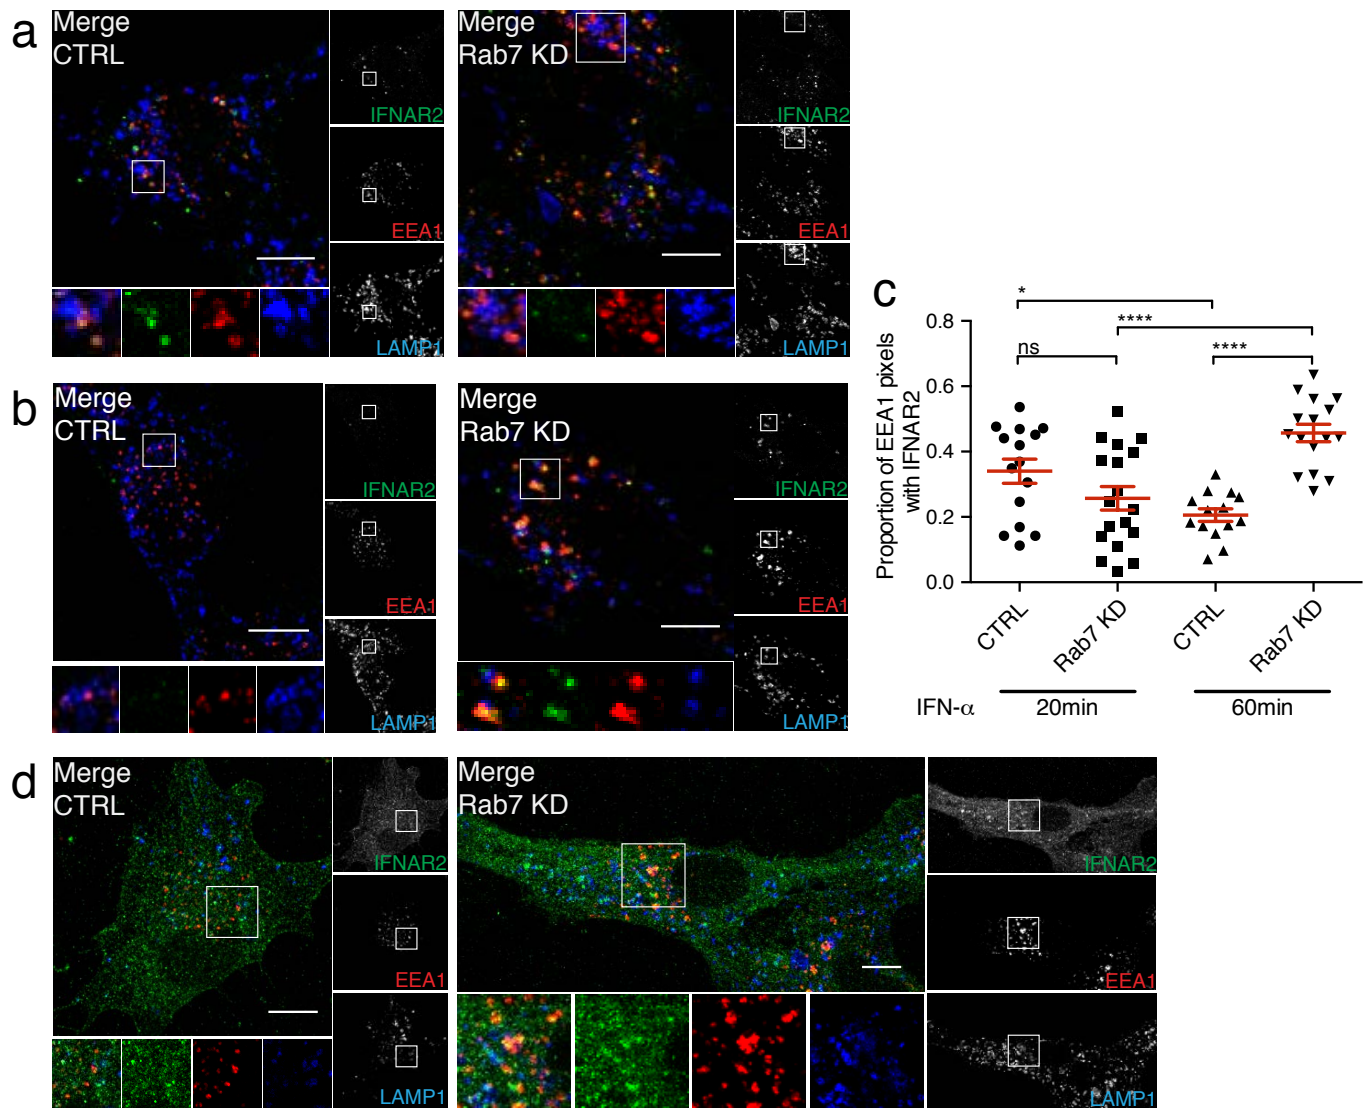 a
Merge
CTRL
IFNAR2
EEA1
LAMP1
Merge
Rab7 KD
IFNAR2
EEA1
LAMP1
b
Merge
CTRL
IFNAR2
EEA1
LAMP1
Merge
Rab7 KD
IFNAR2
EEA1
LAMP1
c
*
****
ns
****
Proportion of EEA1 pixels
with IFNAR2
0.8
0.6
0.4
0.2
0.0
CTRL
Rab7 KD
CTRL
Rab7 KD
IFN-α
20min
60min
d
Merge
CTRL
IFNAR2
EEA1
LAMP1
Merge
Rab7 KD
IFNAR2
EEA1
LAMP1